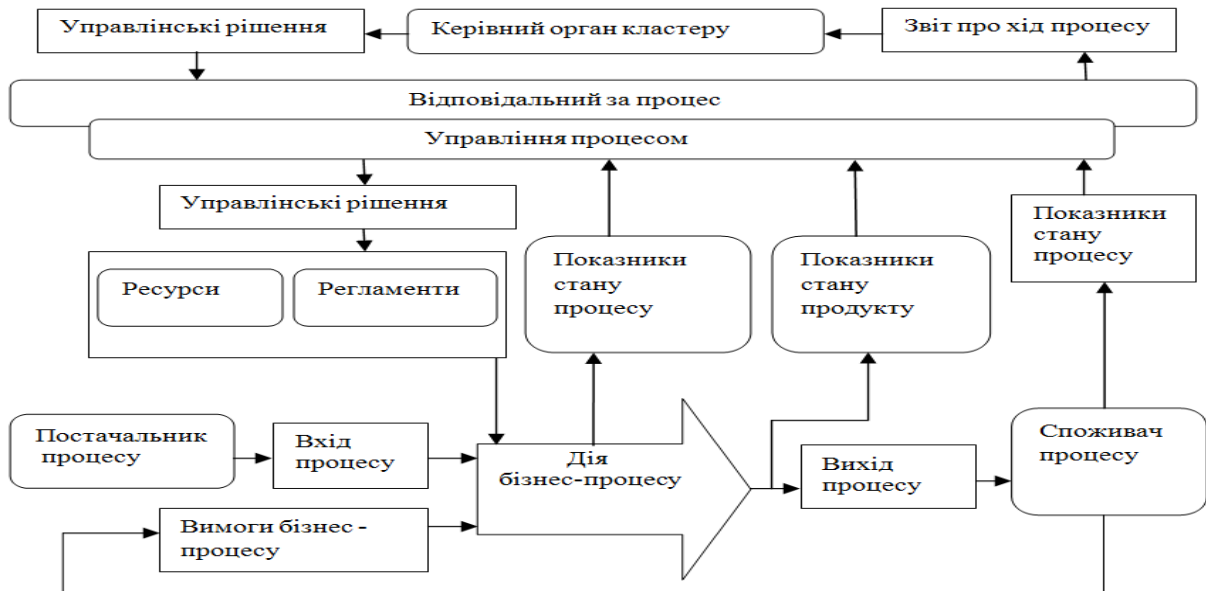 Управлінські рішення
Керівний орган кластеру
Звіт про хід процесу
Відповідальний за процес
Управління процесом
Управлінські рішення
Ресурси
Регламенти
Показники
стану
процесу
Показники
стану
продукту
Показники
стану
процесу
Постачальник
процесу
Вхід
процесу
Дія
бізнес-процесу
Вихід
процесу
Споживач
процесу
Вимоги бізнес -
процесу